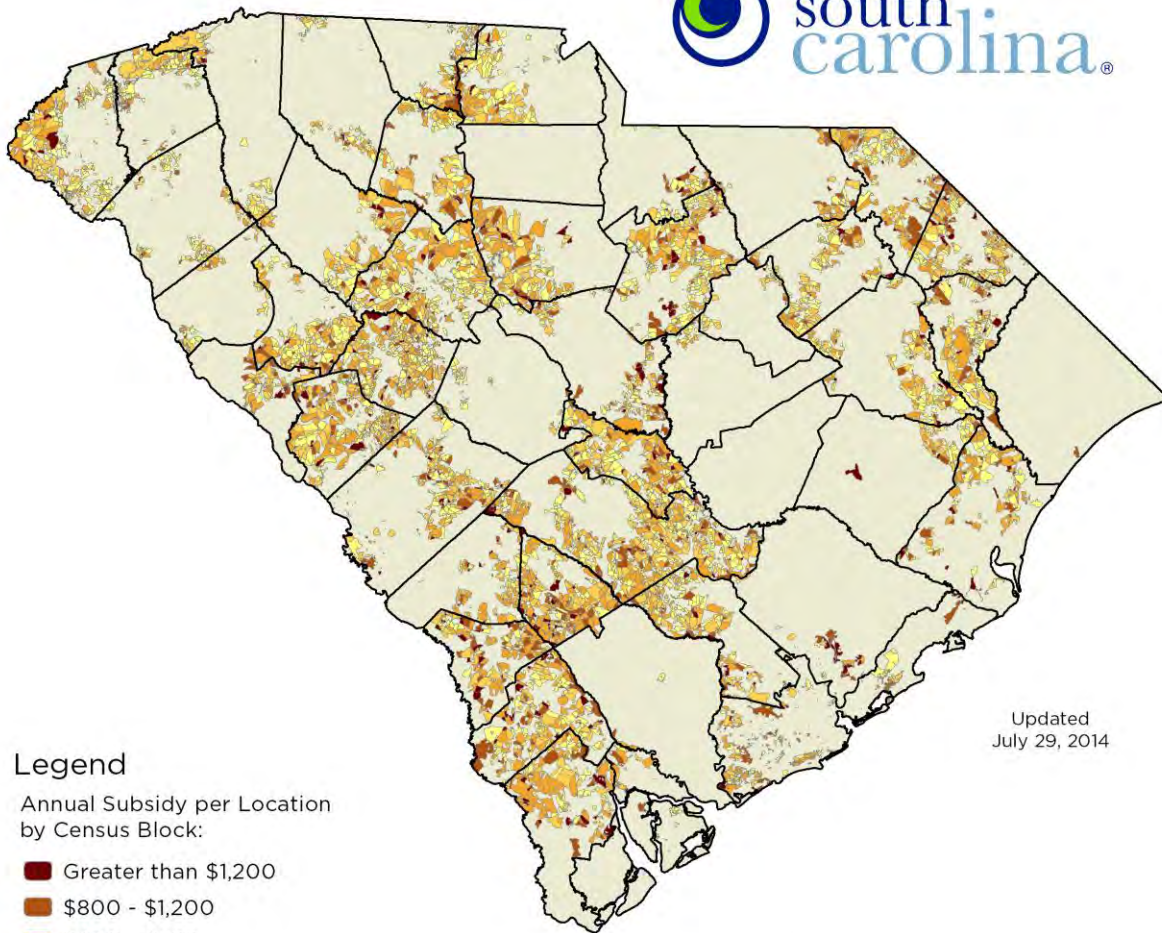 south
carolina®
Updated
July 29, 2014
Legend
Annual Subsidy per Location
by Census Block:
Greater than $1,200
$800 - $1,200